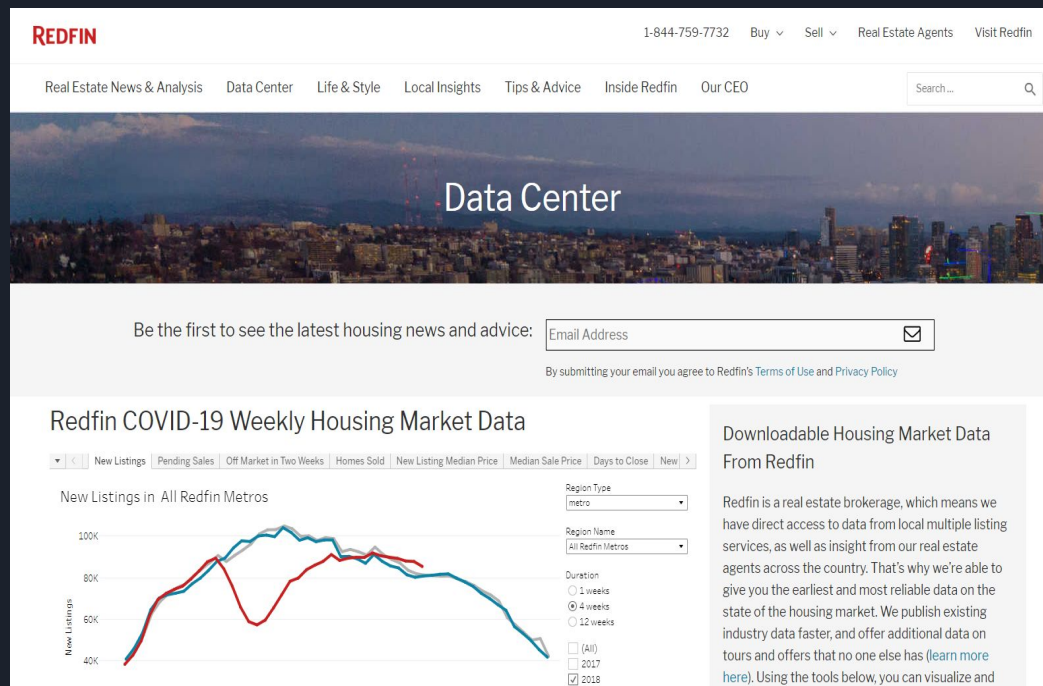 REDFIN
1-844-759-7732 Buy Sell Real Estate Agents Visit Redfin
Real Estate News & Analysis Data Center Life & Style Local Insights Tips & Advice Inside Redfin Our CEO Search ...
Data Center
Be the first to see the latest housing news and advice: Email Address
By submitting your email you agree to Redfin's Terms of Use and Privacy Policy
Redfin COVID-19 Weekly Housing Market Data
New Listings Pending Sales Off Market in Two Weeks Homes Sold New Listing Median Price Median Sale Price Days to Close New
New Listings in All Redfin Metros
New Listings
100K
80K
60K
40K
Region Type
metro
Region Name
All Redfin Metros
Duration
1 weeks
4 weeks
12 weeks
(All)
2017
2018
Downloadable Housing Market Data
From Redfin
Redfin is a real estate brokerage, which means we
have direct access to data from local multiple listing
services, as well as insight from our real estate
agents across the country. That's why we're able to
give you the earliest and most reliable data on the
state of the housing market. We publish existing
industry data faster, and offer additional data on
tours and offers that no one else has (learn more
here). Using the tools below, you can visualize and